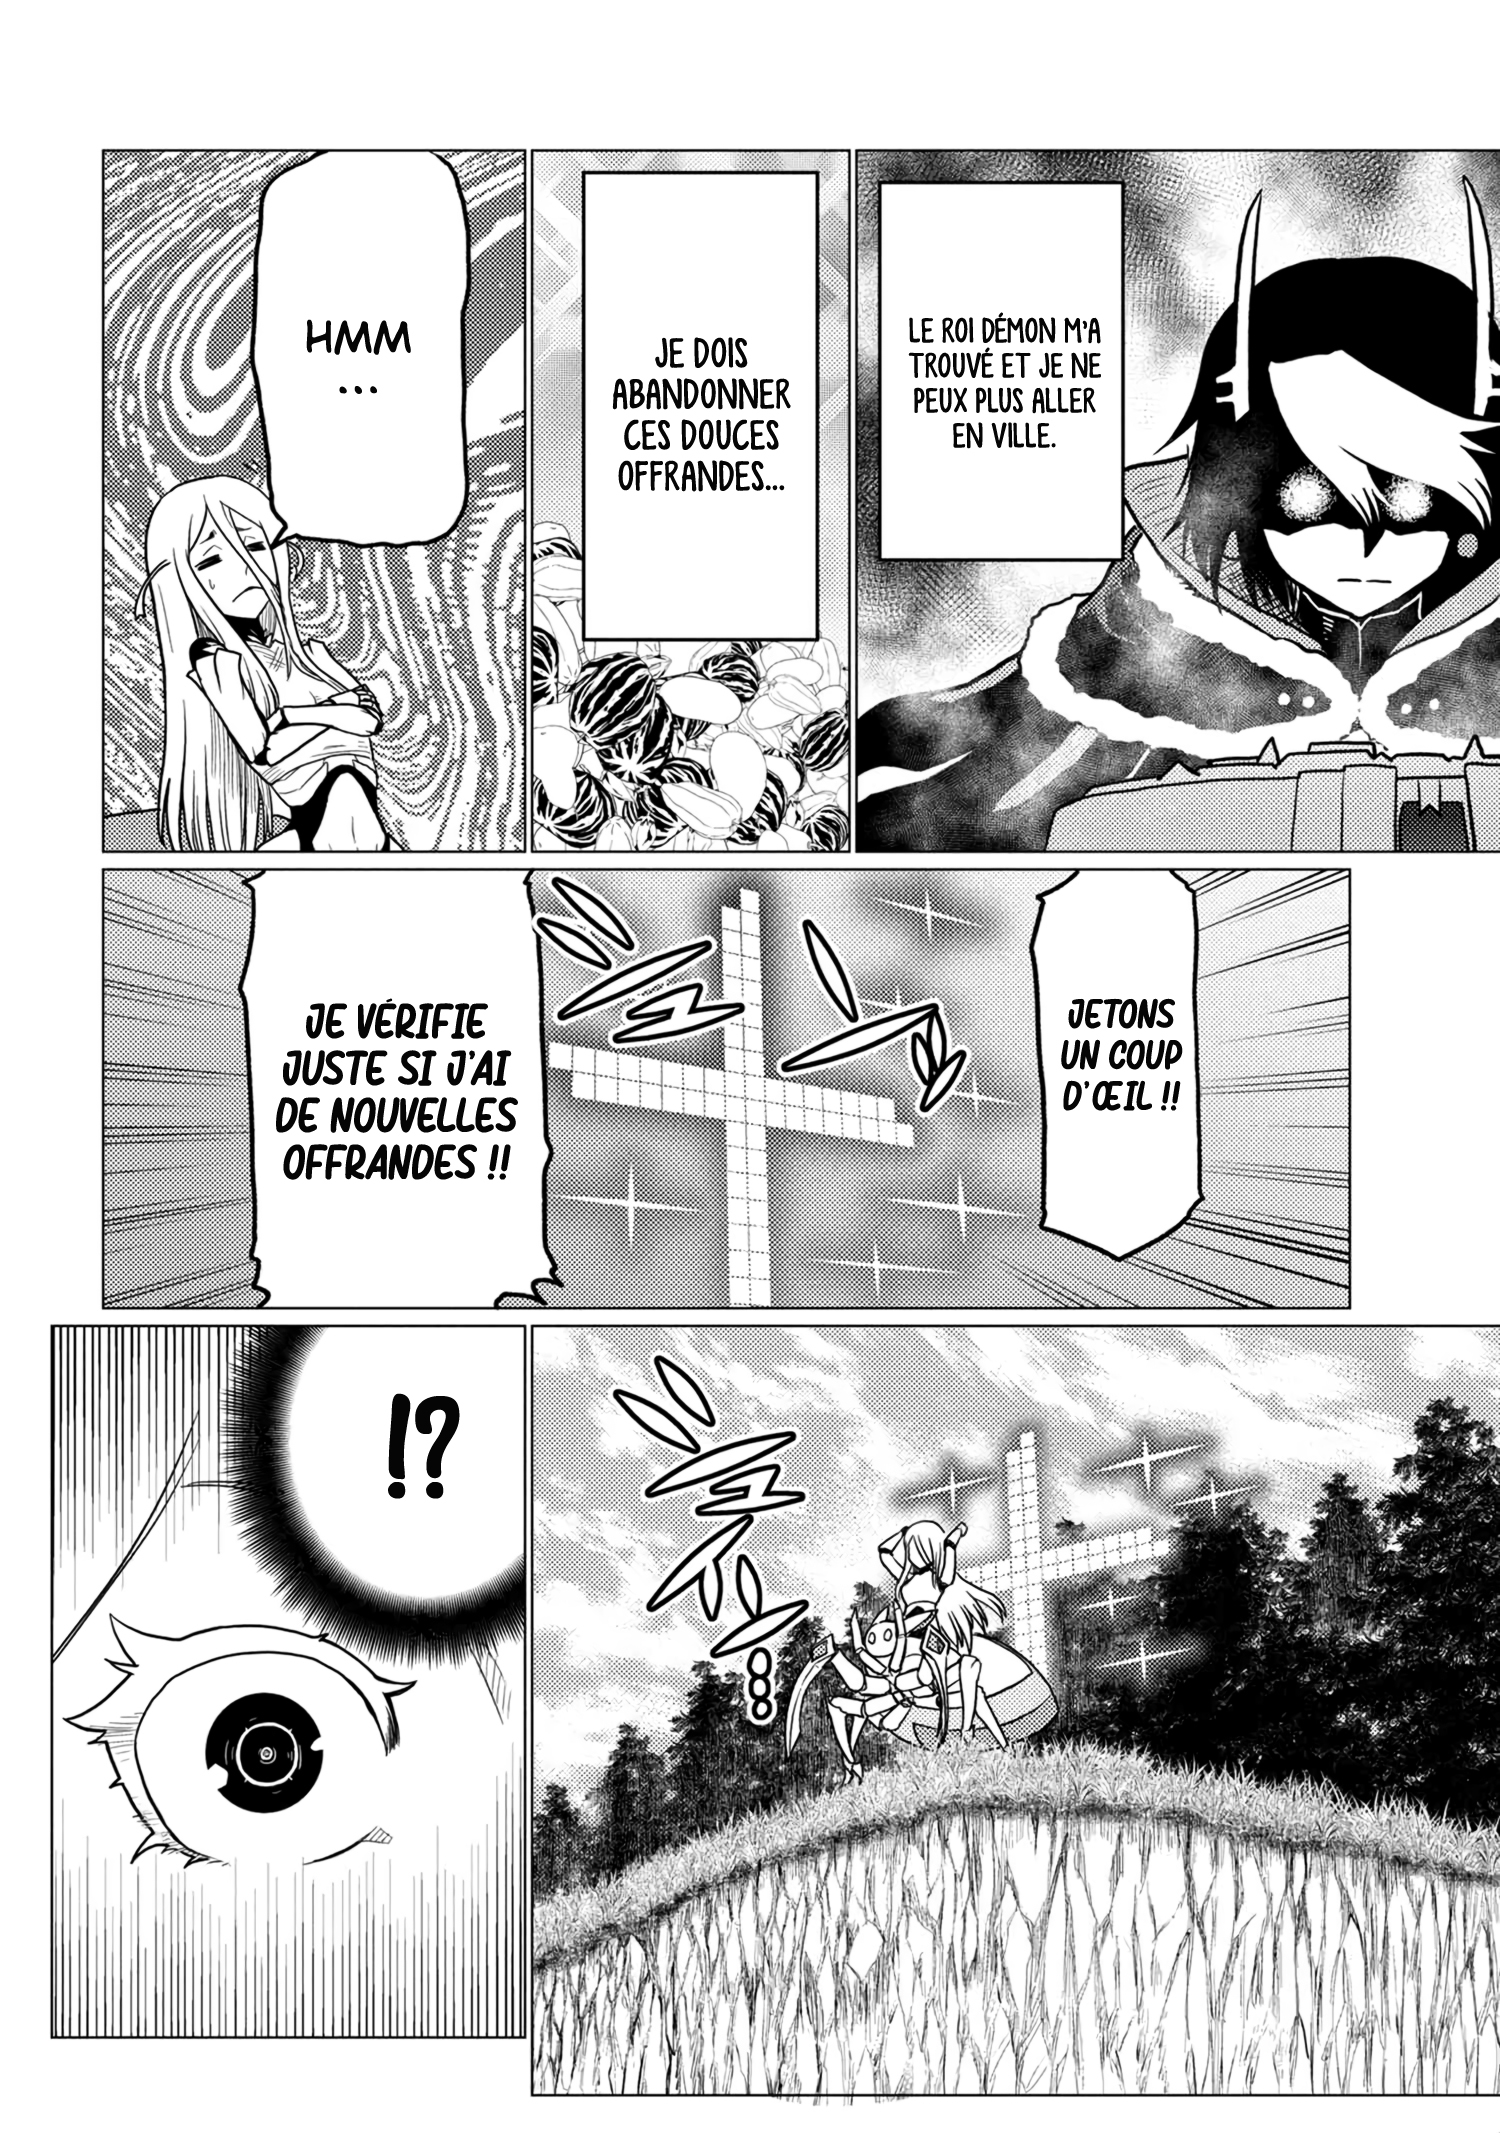 LE ROI DÉMON M'A
TROUVÉ ET JE NE
PEUX PLUS ALLER
EN VILLE.
JE DOIS
ABANDONNER
CES DOUCES
OFFRANDES...
HMM
...
JETONS
UN COUP
D'ŒIL !!
JE VÉRIFIE
JUSTE SI J'AI
DE NOUVELLES
OFFRANDES !!
!?